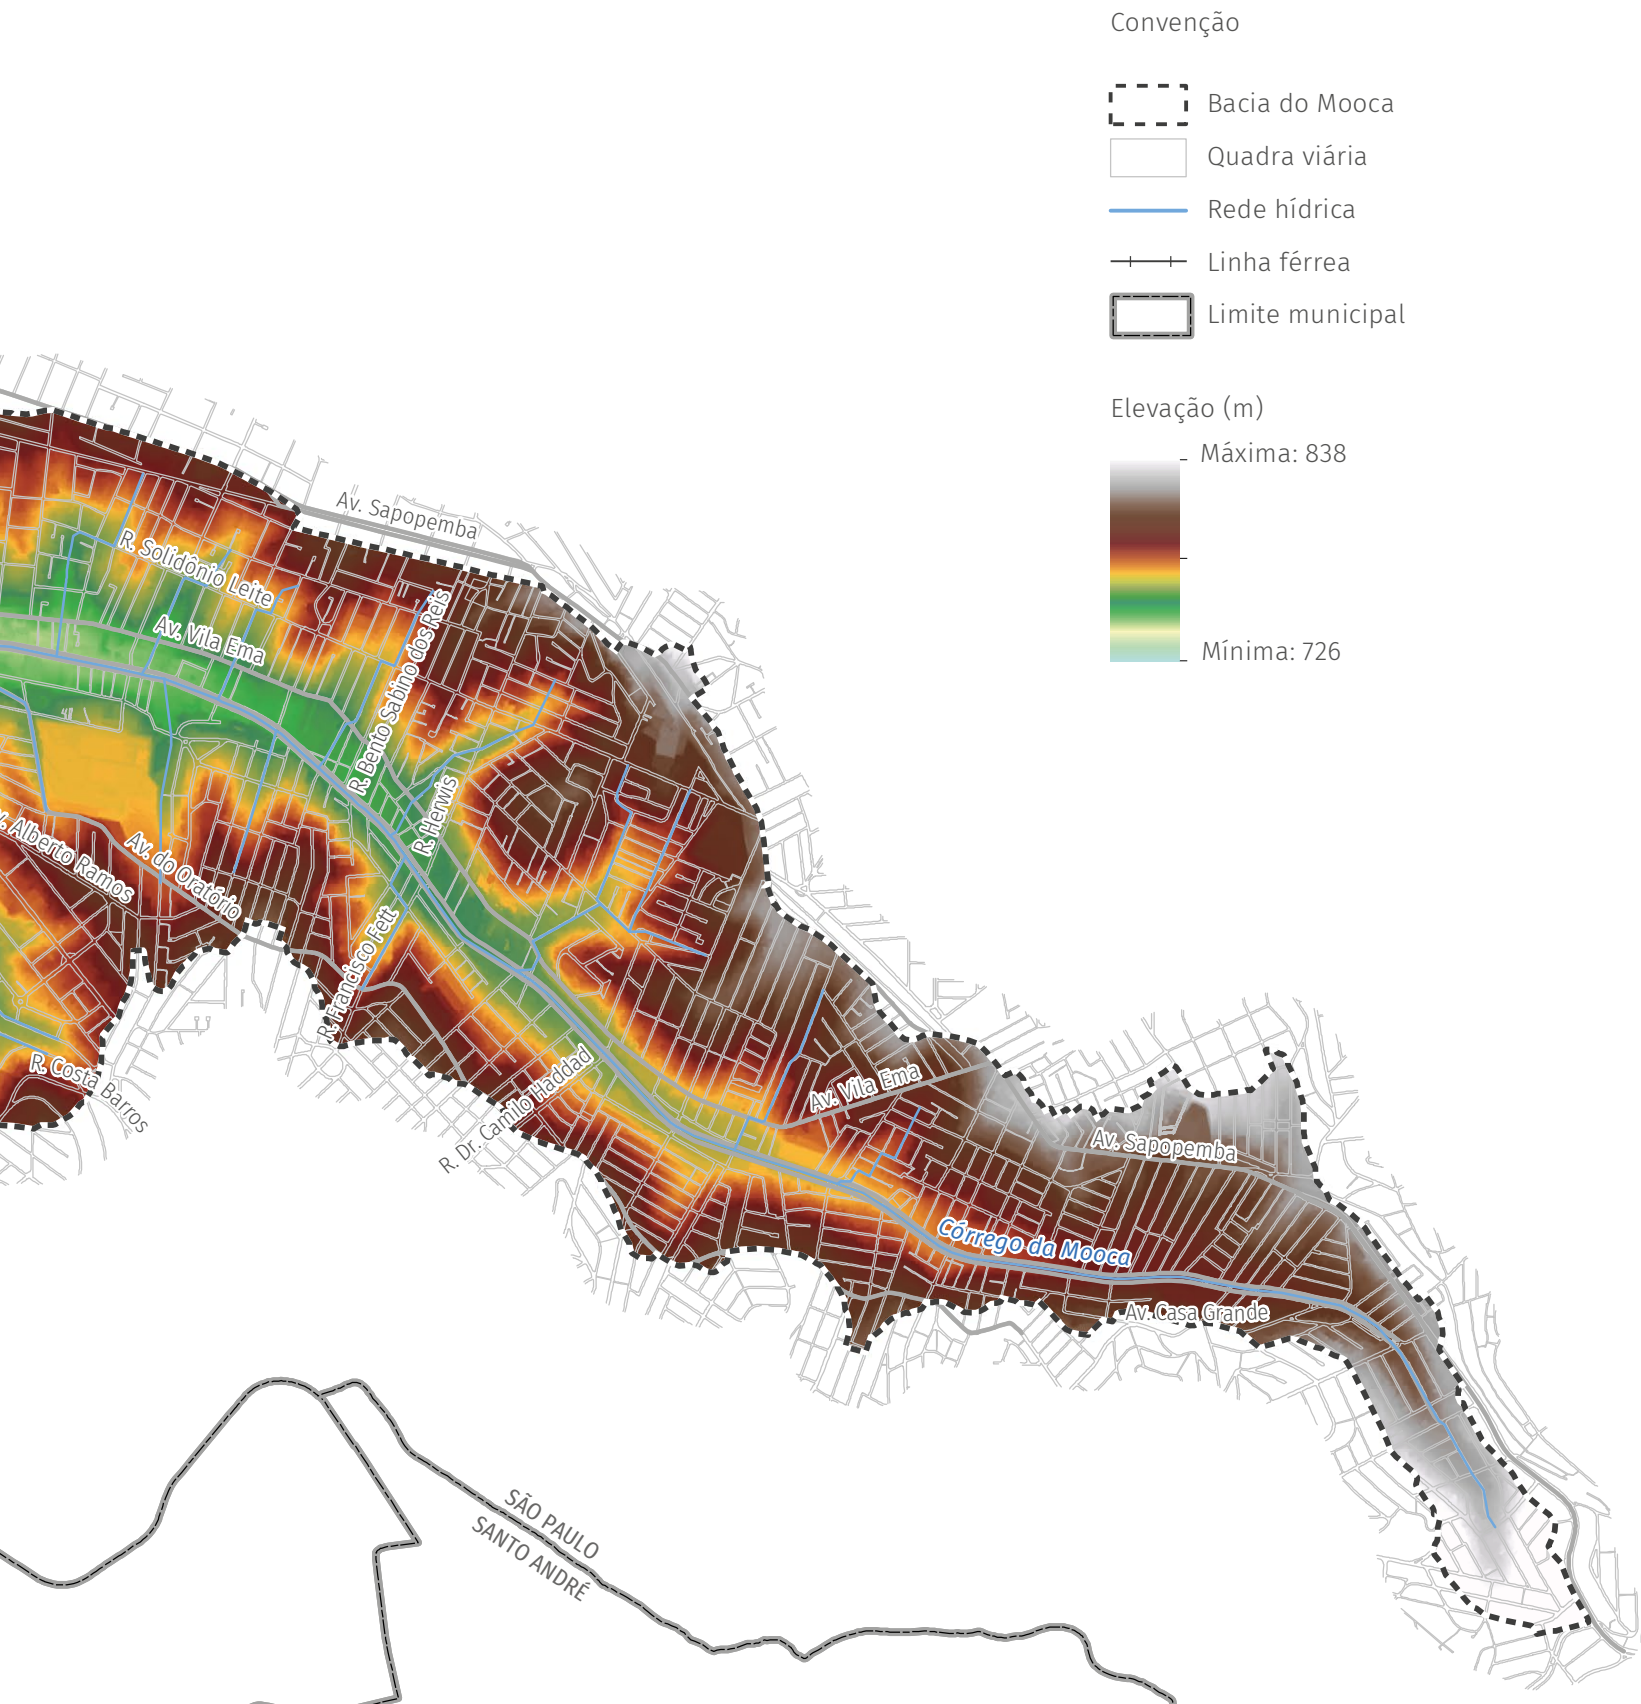 Convenção
Bacia do Mooca
Quadra viária
Rede hídrica
Linha férrea
Limite municipal
Elevação (m)
Máxima: 838
Mínima: 726
Av. Sapopemba
R. Solidônio Leite
Av. Vila Ema
R. Bento Sabino dos Reis
R. Herwis
Alberto Ramos
Av. do Oratório
R. Francisco Fett
R. Costa Barros
R. Dr. Camilo Haddad
Av. Vila Ema
Av. Sapopemba
Córrego da Mooca
Av. Casa Grande
SÃO PAULO
SANTO ANDRÉ